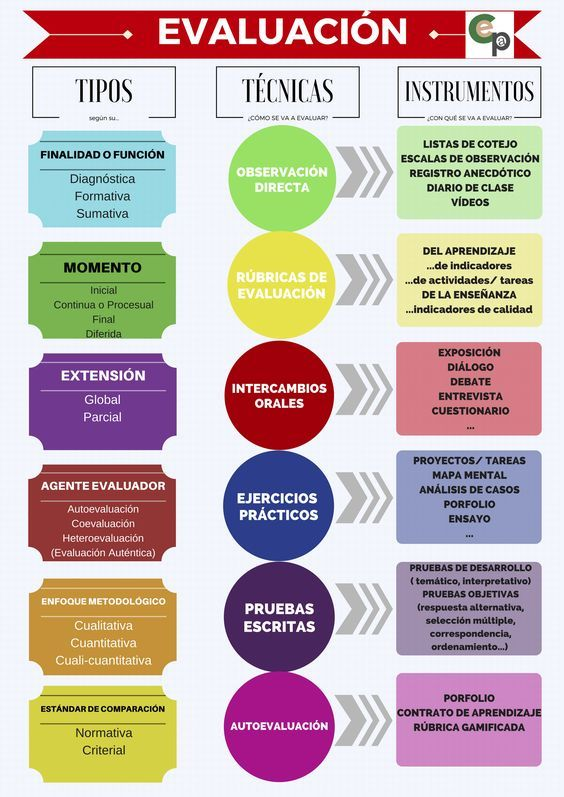 EVALUACIÓN
Cepa
TIPOS
según su...
TÉCNICAS
¿CÓMO SE VA A EVALUAR?
INSTRUMENTOS
¿CON QUÉ SE VA A EVALUAR?
FINALIDAD O FUNCIÓN
Diagnóstica
Formativa
Sumativa
OBSERVACIÓN
DIRECTA
LISTAS DE COTEJO
ESCALAS DE OBSERVACIÓN
REGISTRO ANECDÓTICO
DIARIO DE CLASE
VÍDEOS
MOMENTO
Inicial
Continua o Procesual
Final
Diferida
RÚBRICAS DE
EVALUACIÓN
DEL APRENDIZAJE
...de indicadores
...de actividades/ tareas
DE LA ENSEÑANZA
...indicadores de calidad
EXTENSIÓN
Global
Parcial
INTERCAMBIOS
ORALES
EXPOSICIÓN
DIÁLOGO
DEBATE
ENTREVISTA
CUESTIONARIO
...
AGENTE EVALUADOR
Autoevaluación
Coevaluación
Heteroevaluación
(Evaluación Auténtica)
EJERCICIOS
PRÁCTICOS
PROYECTOS/ TAREAS
MAPA MENTAL
ANÁLISIS DE CASOS
PORFOLIO
ENSAYO
...
ENFOQUE METODOLÓGICO
Cualitativa
Cuantitativa
Cuali-cuantitativa
PRUEBAS
ESCRITAS
PRUEBAS DE DESARROLLO
( temático, interpretativo)
PRUEBAS OBJETIVAS
(respuesta alternativa,
selección múltiple,
correspondencia,
ordenamiento...)
ESTÁNDAR DE COMPARACIÓN
Normativa
Criterial
AUTOEVALUACIÓN
PORFOLIO
CONTRATO DE APRENDIZAJE
RÚBRICA GAMIFICADA